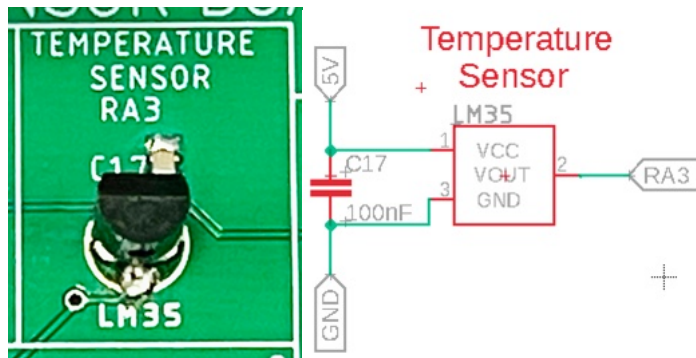 TEMPERATURE
SENSOR
RA3
C17
LM35
Temperature
Sensor
5V
LM35
1
VCC
C17
VOUT
2
RA3
3
GND
100nF
GND